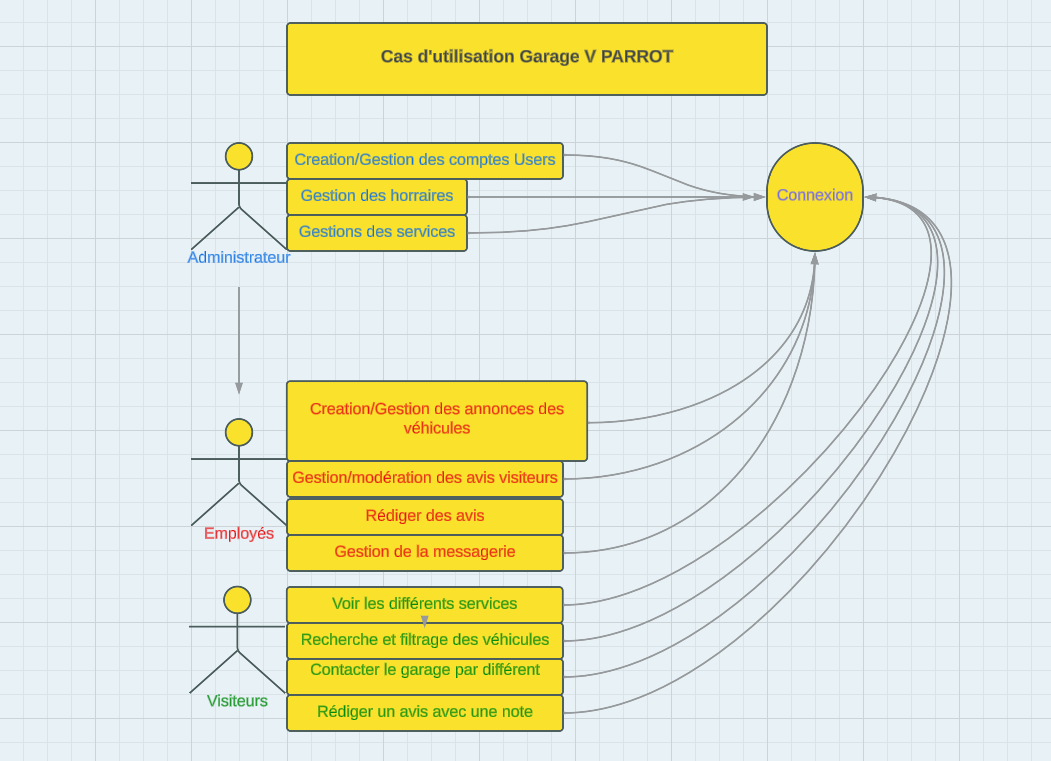 Cas d'utilisation Garage V PARROT
Creation/Gestion des comptes Users
Gestion des horraires
Gestions des services
Administrateur
Connexion
Creation/Gestion des annonces des
véhicules
Gestion/modération des avis visiteurs
Rédiger des avis
Gestion de la messagerie
Employés
Voir les différents services
Recherche et filtrage des véhicules
Contacter le garage par différent
Rédiger un avis avec une note
Visiteurs